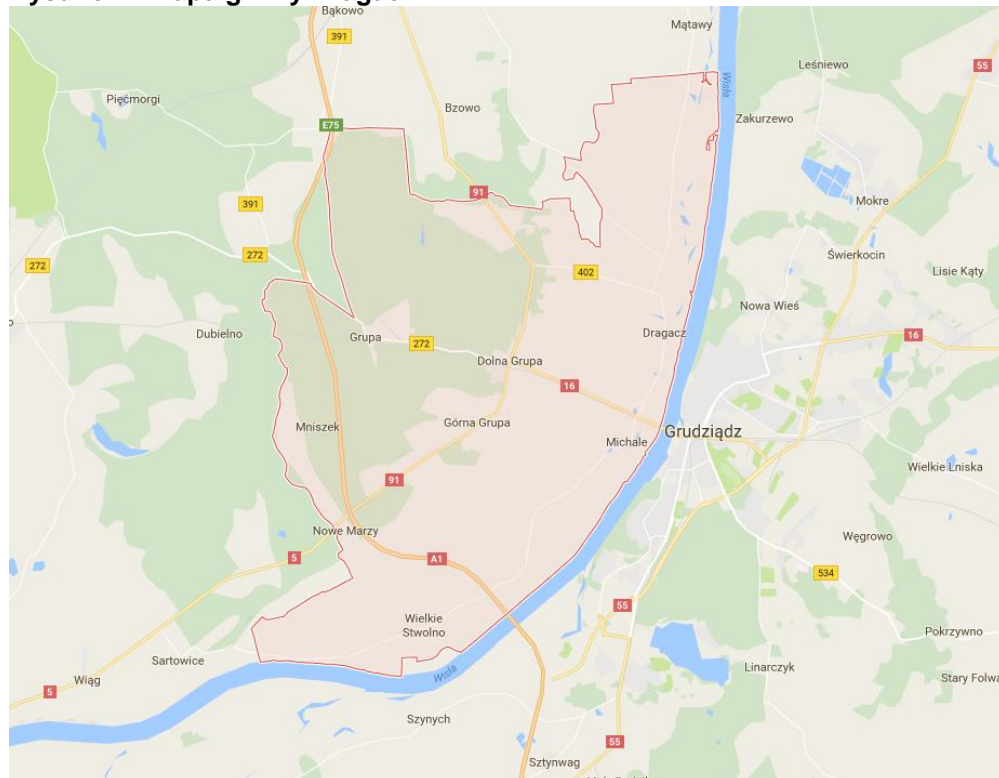 Bąkowo
Mątawy
391
Leśniewo
55
Wisła
Pięćmorgi
Bzowo
Zakurzewo
E75
91
391
Mokre
272
272
402
Świerkocin
Lisie Kąty
Nowa Wieś
Dubielno
Grupa
272
Dragacz
16
Dolna Grupa
16
Mniszek
Górna Grupa
Michale
Grudziądz
Wielkie Lniska
91
Nowe Marzy
5
A1
Węgrowo
534
55
Wielkie
Stwolno
Pokrzywno
Sartowice
Linarczyk
Wiąg
Wisła
Stary Folwa
5
Szynych
55
Sztynwag